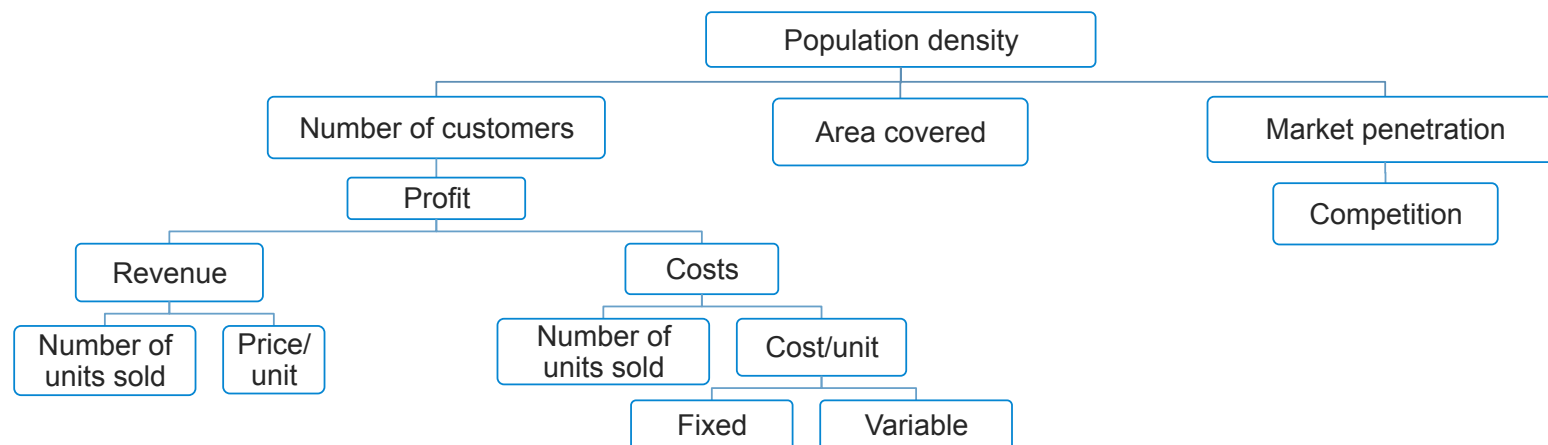 Population density
Number of customers
Area covered
Market penetration
Profit
Competition
Revenue
Costs
Number of
units sold
Price/
unit
Number of
units sold
Cost/unit
Fixed
Variable